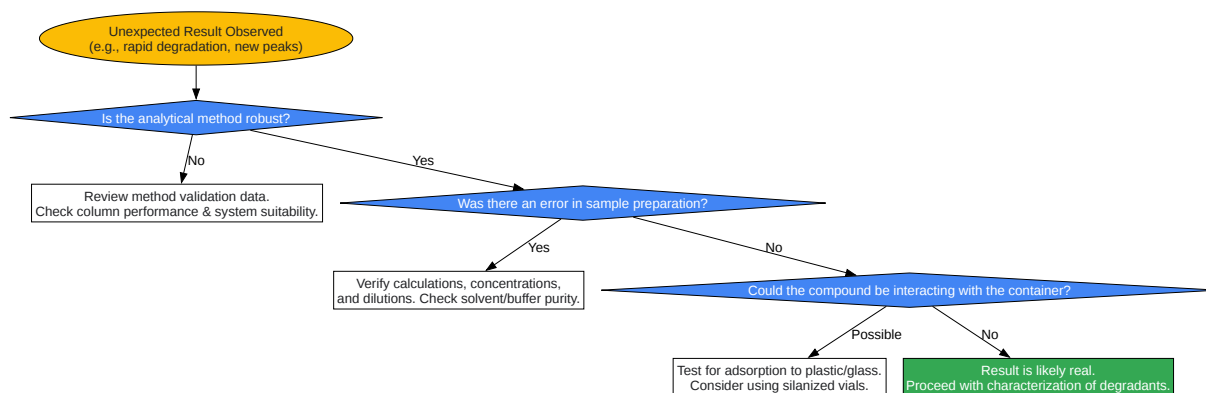 Unexpected Result Observed
(e.g., rapid degradation, new peaks)
Is the analytical method robust?
No
Yes
Review method validation data.
Check column performance & system suitability.
Was there an error in sample preparation?
Yes
No
Verify calculations, concentrations,
and dilutions. Check solvent/buffer purity.
Could the compound be interacting with the container?
Possible
No
Test for adsorption to plastic/glass.
Consider using silanized vials.
Result is likely real.
Proceed with characterization of degradants.